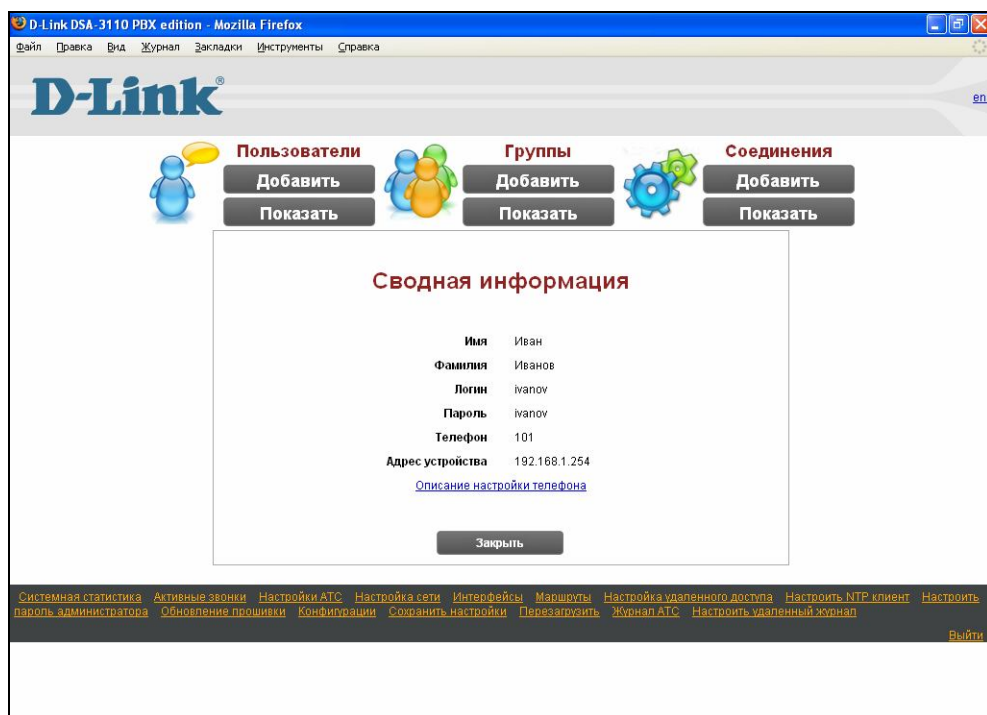 D-Link DSA-3110 PBX edition - Mozilla Firefox
Файл Правка Вид Журнал Закладки Инструменты Справка
D-Link®
en
Пользователи Группы Соединения
Добавить Добавить Добавить
Показать Показать Показать
Сводная информация
Имя Иван
Фамилия Иванов
Логин ivanov
Пароль ivanov
Телефон 101
Адрес устройства 192.168.1.254
Описание настройки телефона
Закрыть
Системная статистика Активные звонки Настройки АТС Настройка сети Интерфейсы Маршруты Настройка удаленного доступа Настроить NTP клиент Настроить
пароль администратора Обновление прошивки Конфигурации Сохранить настройки Перезагрузить Журнал АТС Настроить удаленный журнал
Выйти